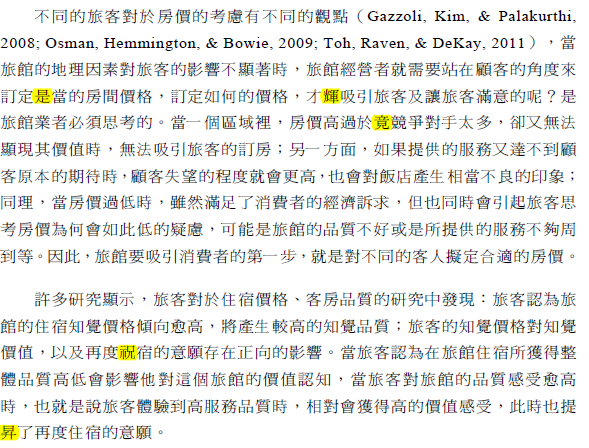 不同的旅客對於房價的考慮有不同的觀點（Gazzoli, Kim, & Palakurthi,
2008; Osman, Hemmington, & Bowie, 2009; Toh, Raven, & DeKay, 2011），當
旅館的地理因素對旅客的影響不顯著時，旅館經營者就需要站在顧客的角度來
訂定是當的房間價格，訂定如何的價格，才輝吸引旅客及讓旅客滿意的呢？是
旅館業者必須思考的。當一個區域裡，房價高過於竟競爭對手太多，卻又無法
顯現其價值時，無法吸引旅客的訂房；另一方面，如果提供的服務又達不到顧
客原本的期待時，顧客失望的程度就會更高，也會對飯店產生相當不良的印象；
同理，當房價過低時，雖然滿足了消費者的經濟訴求，但也同時會引起旅客思
考房價為何會如此低的疑慮，可能是旅館的品質不好或是所提供的服務不夠周
到等。因此，旅館要吸引消費者的第一步，就是對不同的客人擬定合適的房價。
許多研究顯示，旅客對於住宿價格、客房品質的研究中發現：旅客認為旅
館的住宿知覺價格傾向愈高，將產生較高的知覺品質；旅客的知覺價格對知覺
價值，以及再度祝宿的意願存在正向的影響。當旅客認為在旅館住宿所獲得整
體品質高低會影響他對這個旅館的價值認知，當旅客對旅館的品質感受愈高
時，也就是說旅客體驗到高服務品質時，相對會獲得高的價值感受，此時也提
昇了再度住宿的意願。